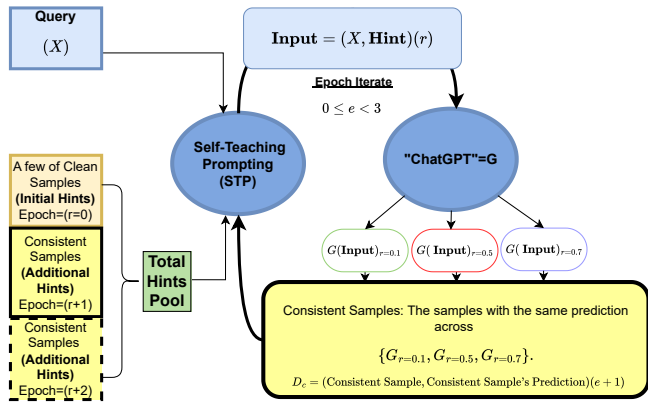 Query
(X)
Input = (X, Hint)(r)
Epoch Iterate
0 ≤ e < 3
Self-Teaching
Prompting
(STP)
"ChatGPT"=G
A few of Clean
Samples
(Initial Hints)
Epoch=(r=0)
Consistent
Samples
(Additional
Hints)
Epoch=(r+1)
Consistent
Samples
(Additional
Hints)
Epoch=(r+2)
Total
Hints
Pool
G(Input)r=0.1
G( Input)r=0.5
G( Input)r=0.7
Consistent Samples: The samples with the same prediction
across
{Gr=0.1, Gr=0.5, Gr=0.7}.
Dc = (Consistent Sample, Consistent Sample's Prediction)(e + 1)